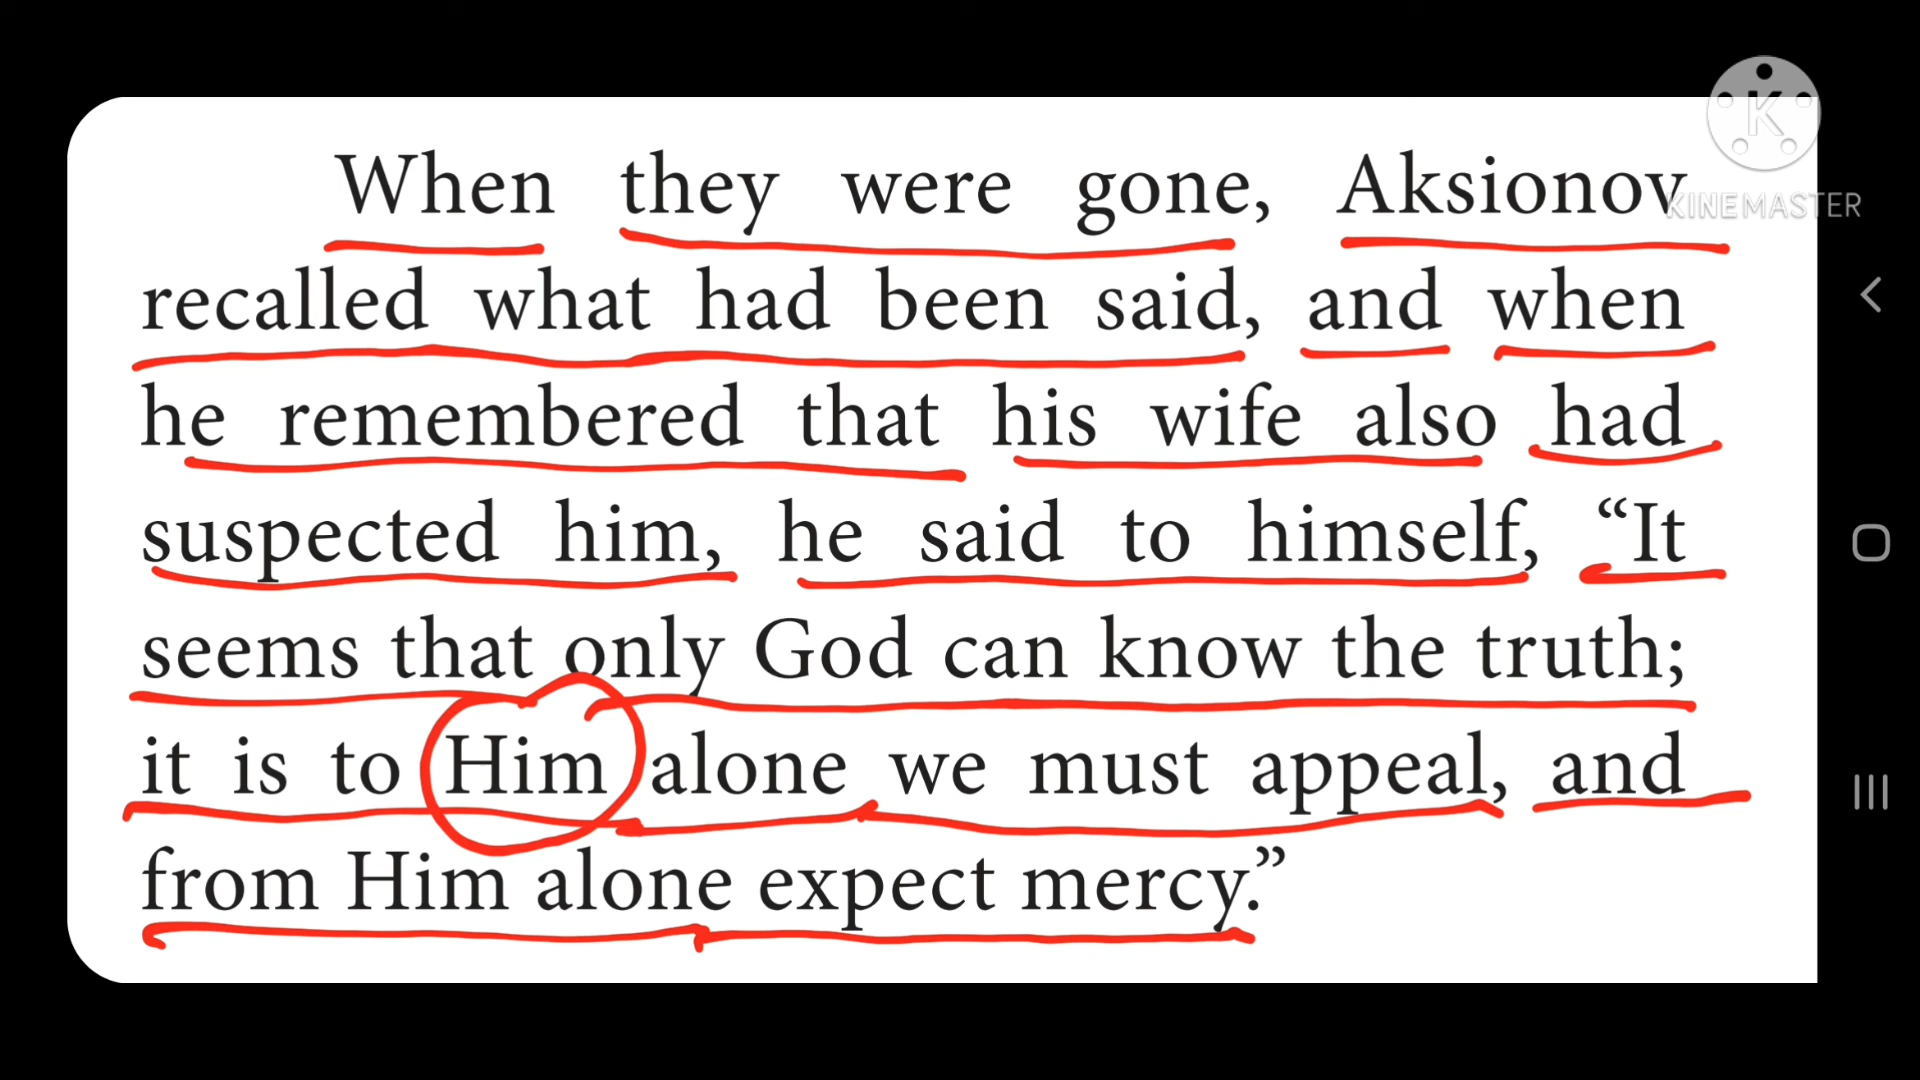 K
KINEMASTER
When they were gone, Aksionov
recalled what had been said, and when
he remembered that his wife also had
suspected him, he said to himself, “It
seems that only God can know the truth;
it is to Him alone we must appeal, and
from Him alone expect mercy.”